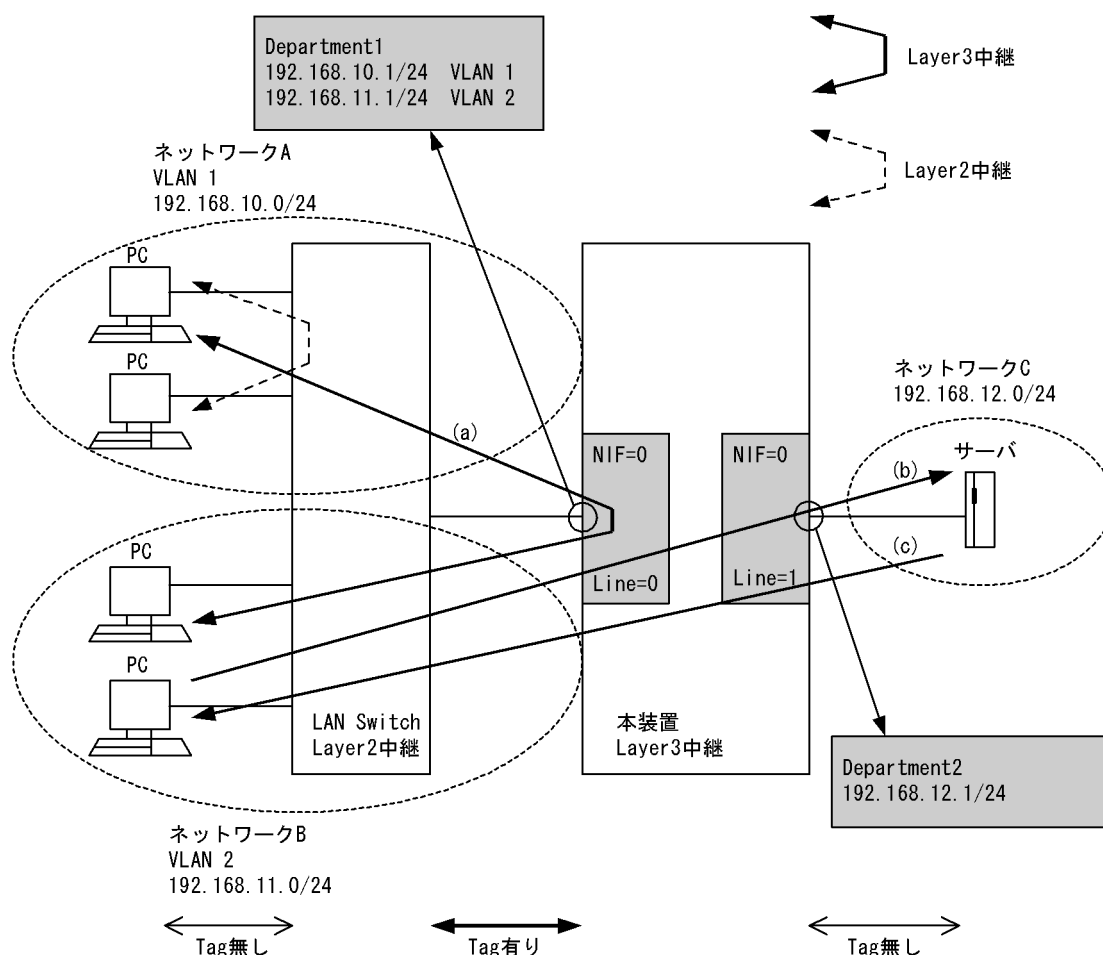 Department1
192.168.10.1/24 VLAN 1
192.168.11.1/24 VLAN 2
Layer3中継
Layer2中継
ネットワークA
VLAN 1
192.168.10.0/24
PC
PC
(a)
NIF=0
Line=0
NIF=0
Line=1
ネットワークC
192.168.12.0/24
サーバ
(b)
(c)
PC
PC
LAN Switch
Layer2中継
本装置
Layer3中継
Department2
192.168.12.1/24
ネットワークB
VLAN 2
192.168.11.0/24
Tag無し
Tag有り
Tag無し